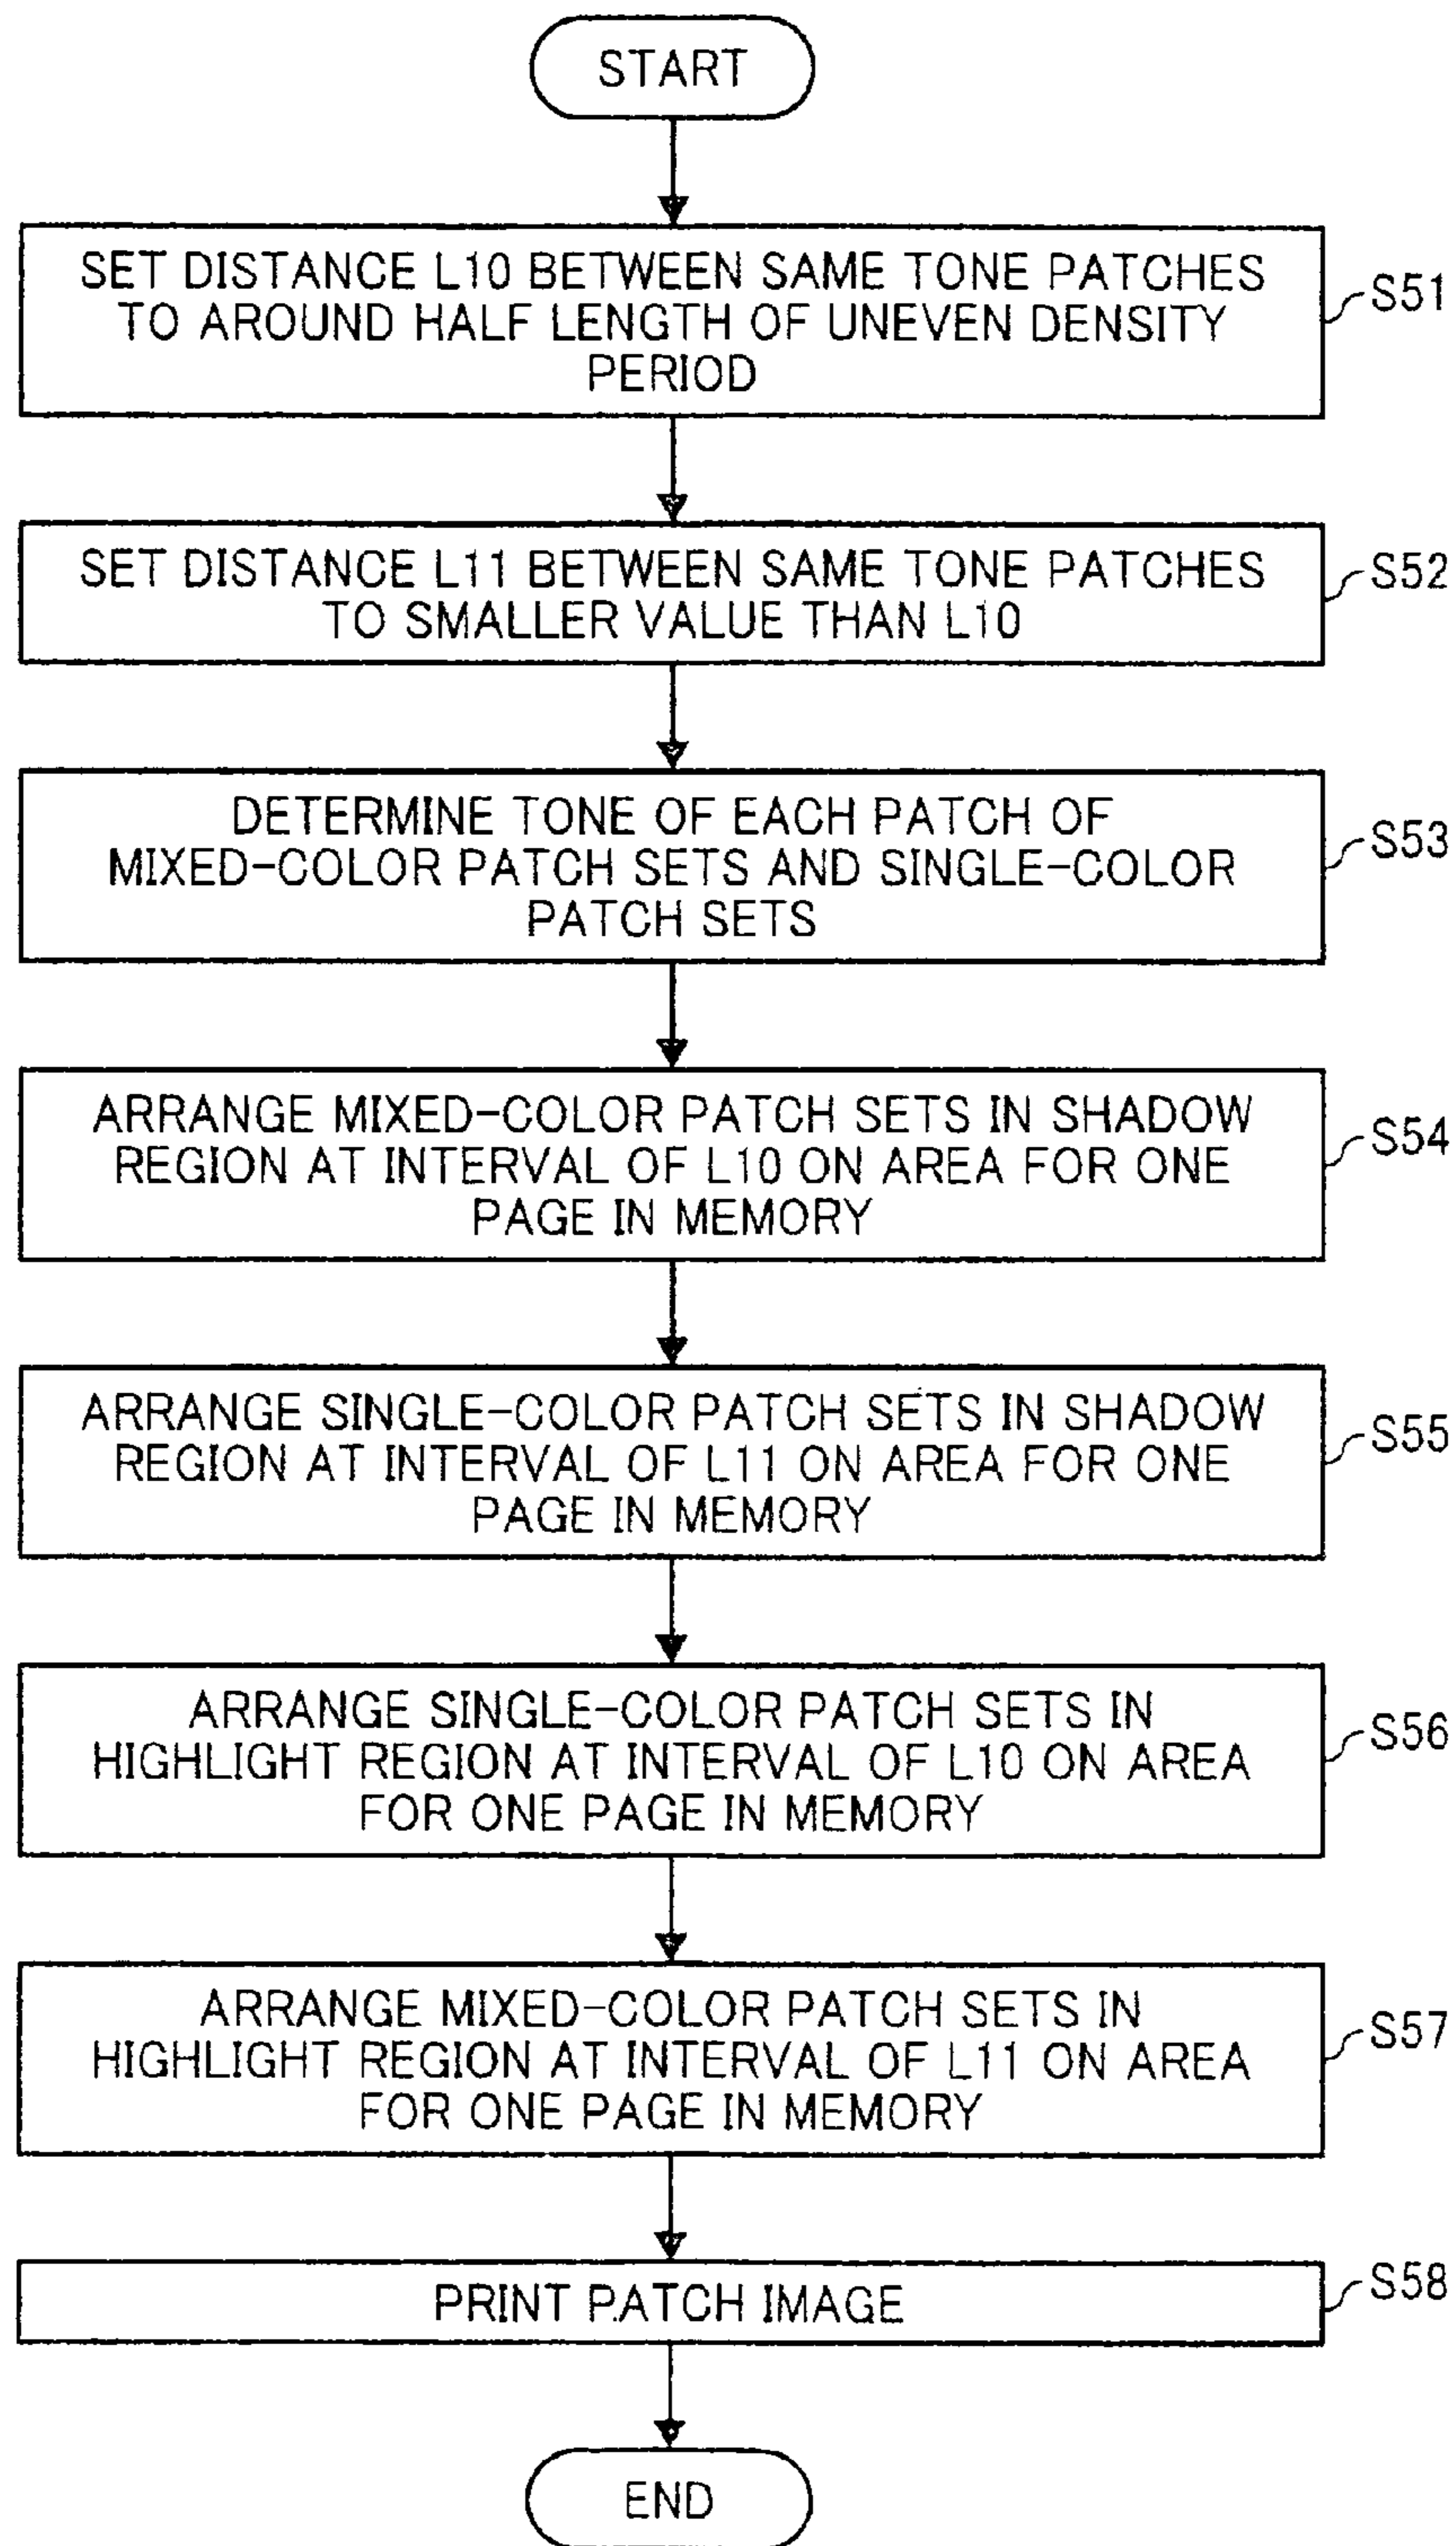 START
SET DISTANCE L10 BETWEEN SAME TONE PATCHES
TO AROUND HALF LENGTH OF UNEVEN DENSITY
PERIOD
S51
SET DISTANCE L11 BETWEEN SAME TONE PATCHES
TO SMALLER VALUE THAN L10
S52
DETERMINE TONE OF EACH PATCH OF
MIXED-COLOR PATCH SETS AND SINGLE-COLOR
PATCH SETS
S53
ARRANGE MIXED-COLOR PATCH SETS IN SHADOW
REGION AT INTERVAL OF L10 ON AREA FOR ONE
PAGE IN MEMORY
S54
ARRANGE SINGLE-COLOR PATCH SETS IN SHADOW
REGION AT INTERVAL OF L11 ON AREA FOR ONE
PAGE IN MEMORY
S55
ARRANGE SINGLE-COLOR PATCH SETS IN
HIGHLIGHT REGION AT INTERVAL OF L10 ON AREA
FOR ONE PAGE IN MEMORY
S56
ARRANGE MIXED-COLOR PATCH SETS IN
HIGHLIGHT REGION AT INTERVAL OF L11 ON AREA
FOR ONE PAGE IN MEMORY
S57
PRINT PATCH IMAGE
S58
END